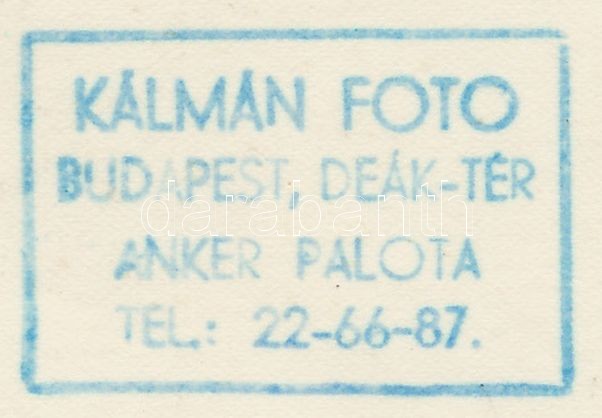 KÁLMÁN FOTO
BUDAPEST, DEÁK-TÉR
darabanth
ANKER PALOTA
TEL.: 22-66-87.